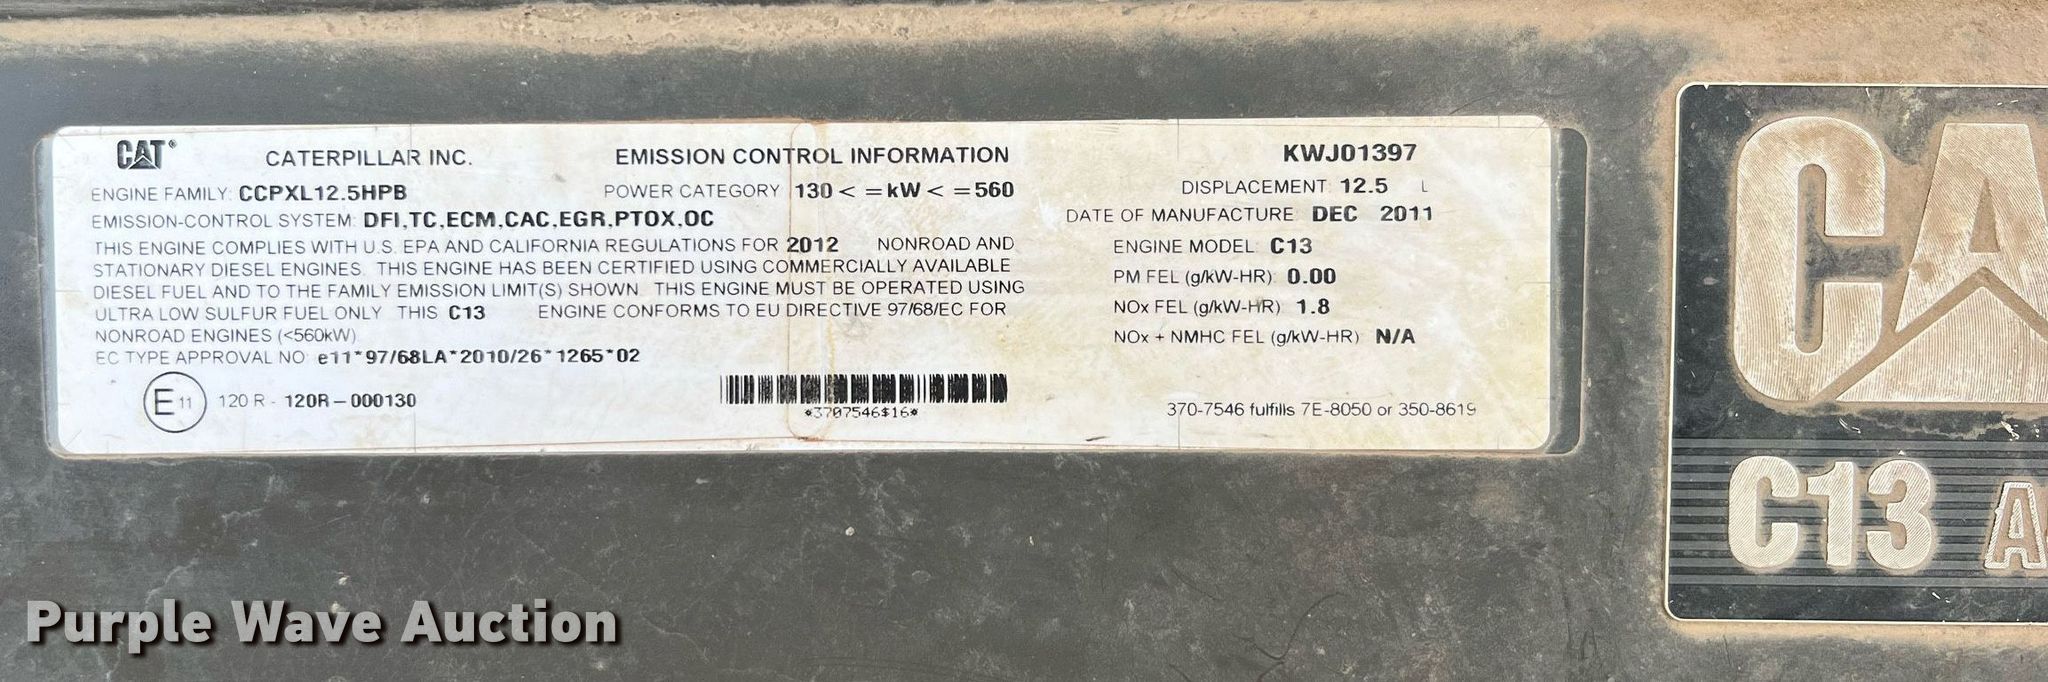 CAT®
CATERPILLAR INC.
EMISSION CONTROL INFORMATION
KWJ01397
ENGINE FAMILY: CCPXL12.5HPB
POWER CATEGORY 130 < =kW < =560
DISPLACEMENT: 12.5 L
EMISSION-CONTROL SYSTEM: DFI,TC,ECM,CAC,EGR,PTOX,OC
DATE OF MANUFACTURE DEC 2011
THIS ENGINE COMPLIES WITH U.S. EPA AND CALIFORNIA REGULATIONS FOR 2012 NONROAD AND
STATIONARY DIESEL ENGINES. THIS ENGINE HAS BEEN CERTIFIED USING COMMERCIALLY AVAILABLE
DIESEL FUEL AND TO THE FAMILY EMISSION LIMIT(S) SHOWN. THIS ENGINE MUST BE OPERATED USING
ULTRA LOW SULFUR FUEL ONLY THIS C13 ENGINE CONFORMS TO EU DIRECTIVE 97/68/EC FOR
NONROAD ENGINES (<560kW)
EC TYPE APPROVAL NO: e11*97/68LA*2010/26*1265*02
ENGINE MODEL: C13
PM FEL (g/kW-HR): 0.00
NOx FEL (g/kW-HR): 1.8
NOx + NMHC FEL (g/kW-HR) N/A
E 11 120 R - 120R-000130
*3707546$16*
370-7546 fulfills 7E-8050 or 350-8619
CA
C13 A
Purple Wave Auction